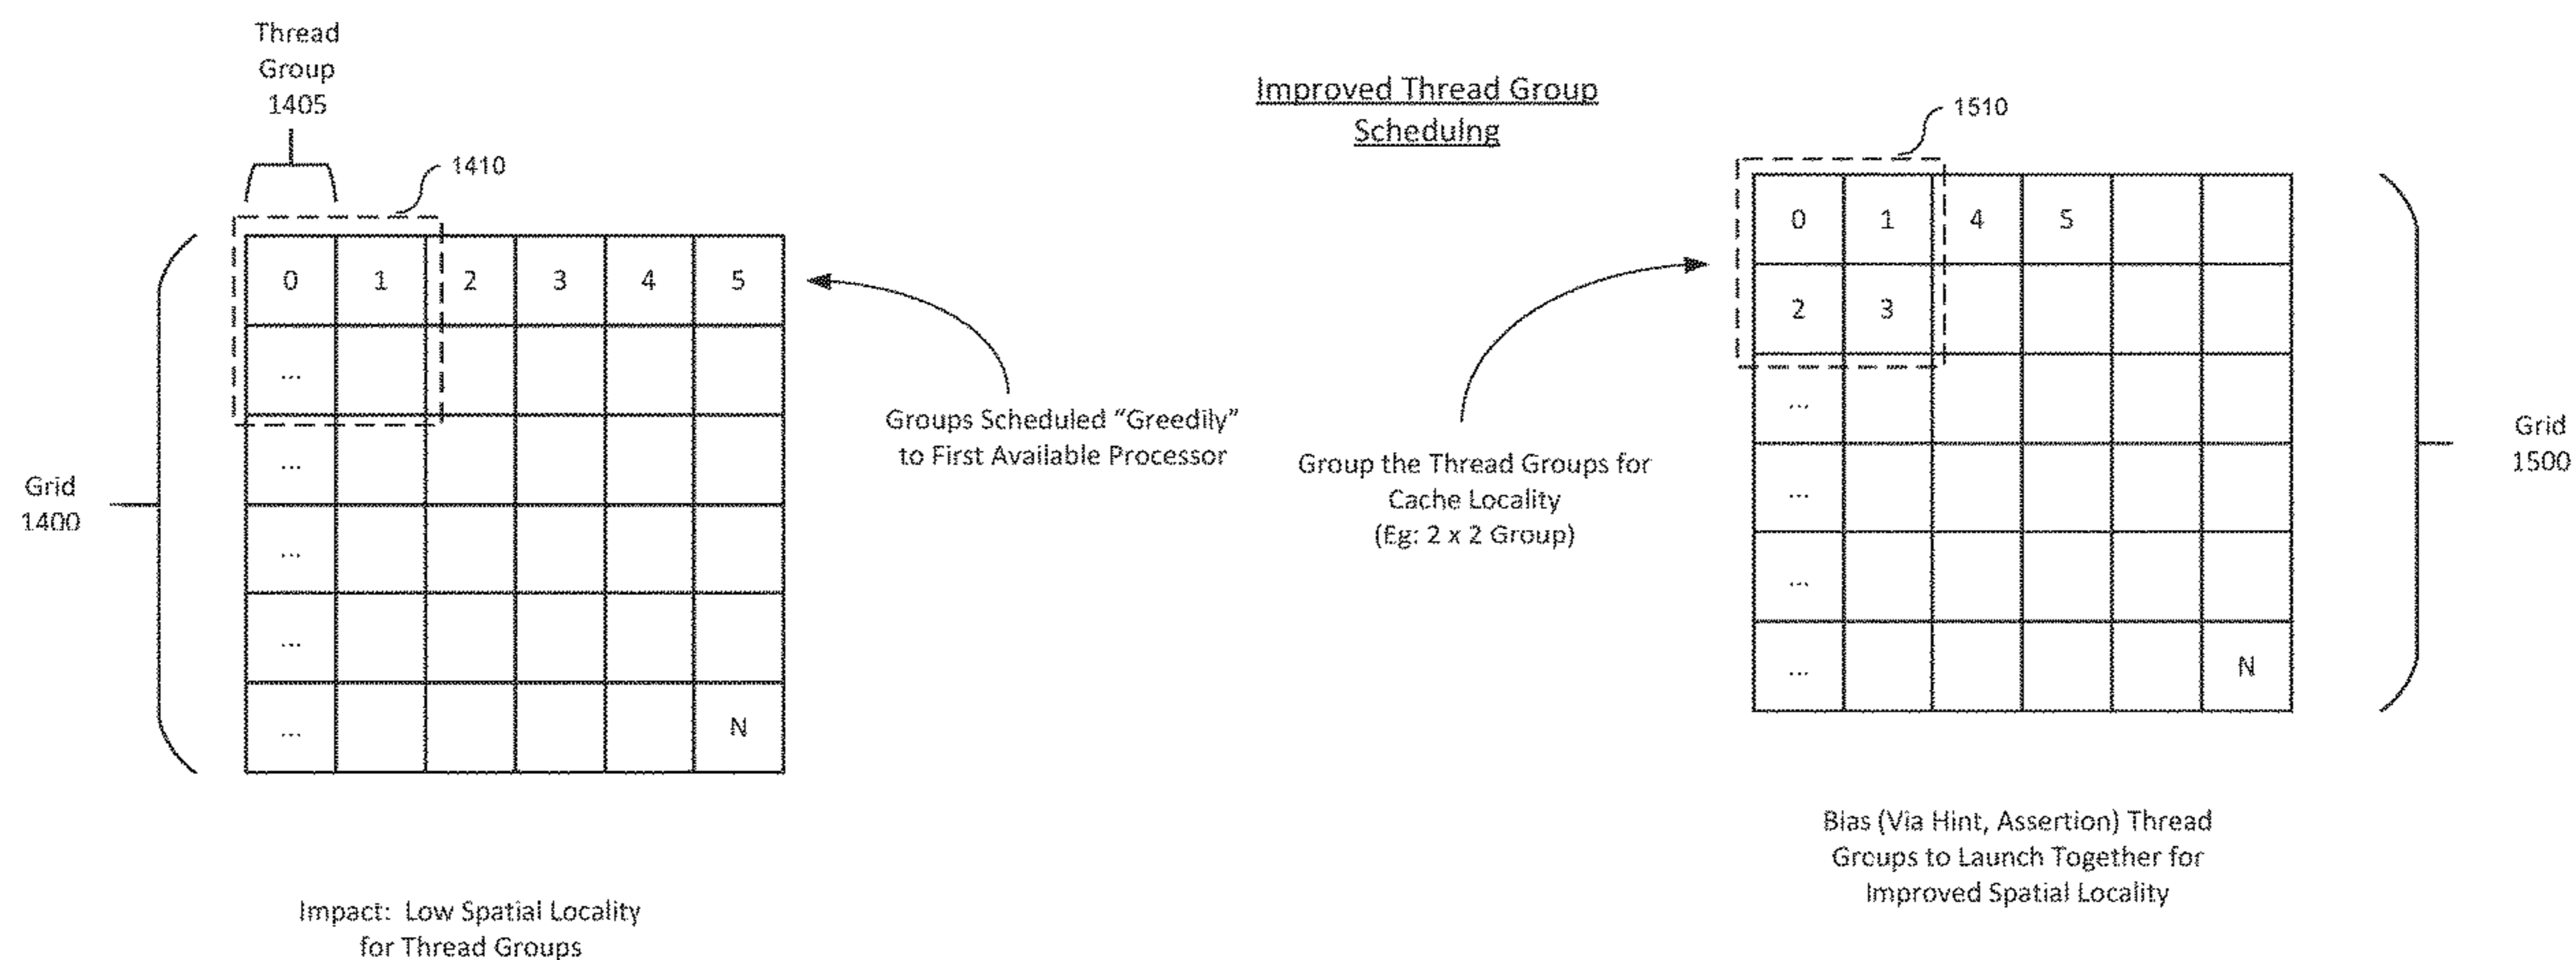 Thread
Group
1405
1410
0 1 2 3 4 5
...
...
...
...
... N
Grid
1400
Groups Scheduled “Greedily”
to First Available Processor
Impact: Low Spatial Locality
for Thread Groups
Improved Thread Group
Schedulng
1510
0 1 4 5
2 3
...
...
...
... N
Group the Thread Groups for
Cache Locality
(Eg: 2 x 2 Group)
Grid
1500
Bias (Via Hint, Assertion) Thread
Groups to Launch Together for
Improved Spatial Locality